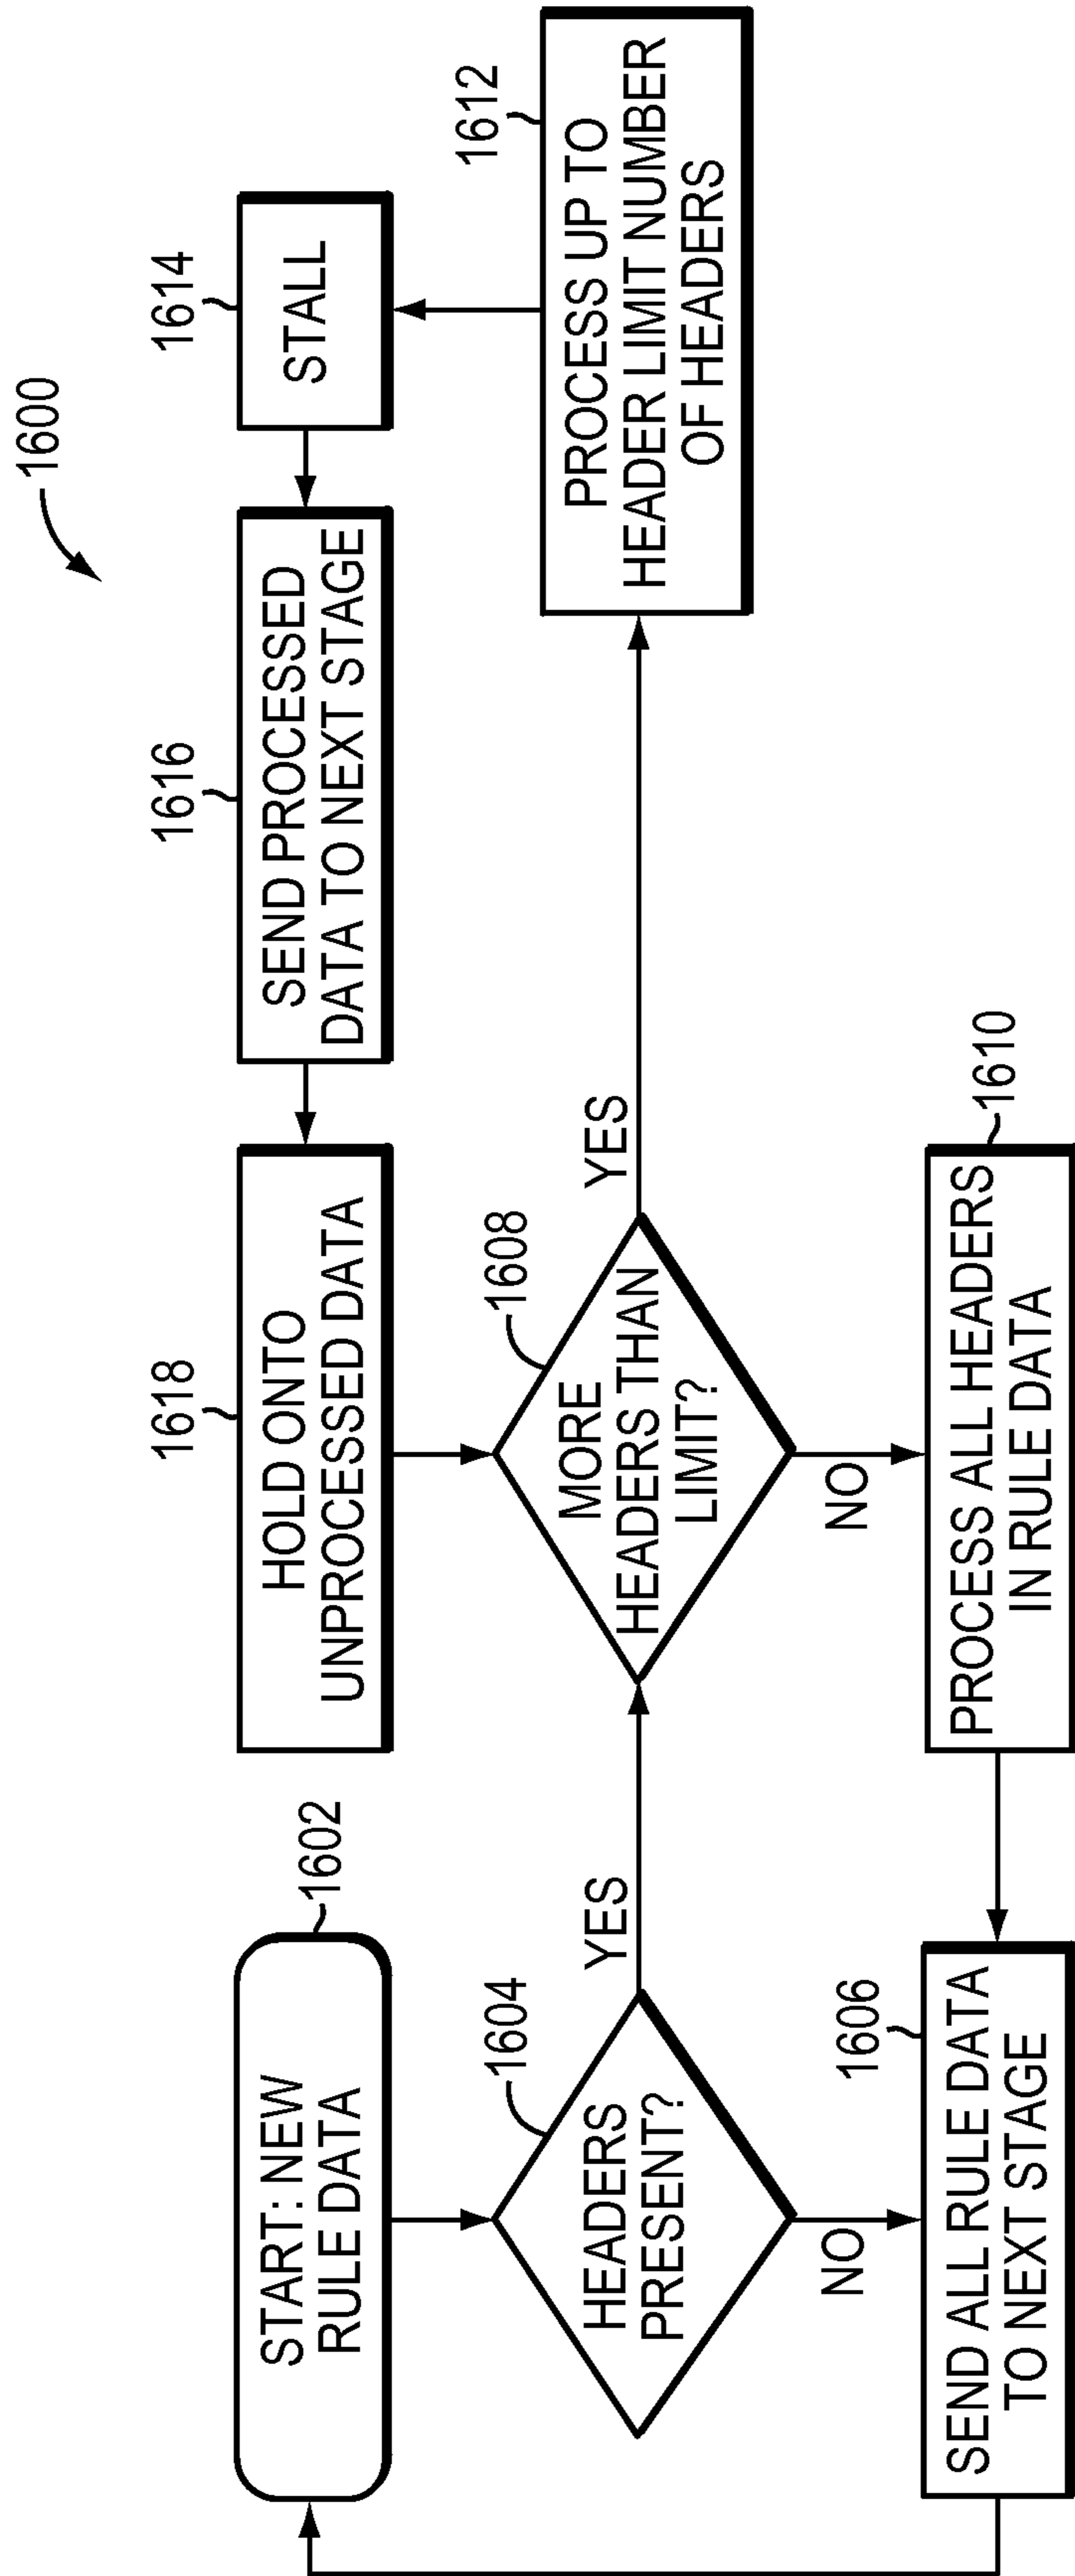 1600
1602
START: NEW
RULE DATA
1604
HEADERS
PRESENT?
YES
NO
1606
SEND ALL RULE DATA
TO NEXT STAGE
1618
HOLD ONTO
UNPROCESSED DATA
1608
MORE
HEADERS THAN
LIMIT?
YES
NO
1610
PROCESS ALL HEADERS
IN RULE DATA
1616
SEND PROCESSED
DATA TO NEXT STAGE
1614
STALL
1612
PROCESS UP TO
HEADER LIMIT NUMBER
OF HEADERS